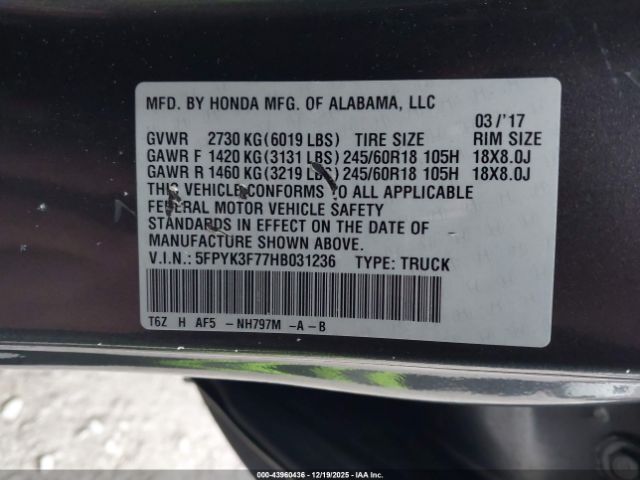 MFD. BY HONDA MFG. OF ALABAMA, LLC
03/'17
GVWR 2730 KG(6019 LBS) TIRE SIZE RIM SIZE
GAWR F 1420 KG(3131 LBS) 245/60R18 105H 18X8.0J
GAWR R 1460 KG(3219 LBS) 245/60R18 105H 18X8.0J
THIS VEHICLE CONFORMS TO ALL APPLICABLE
FEDERAL MOTOR VEHICLE SAFETY
STANDARDS IN EFFECT ON THE DATE OF
MANUFACTURE SHOWN ABOVE.
V.I.N.: 5FPYK3F77HB031236 TYPE: TRUCK
T6Z H AF5 -NH797M -A -B
© - 43960436 - 12/19/2025 - IAAC.com